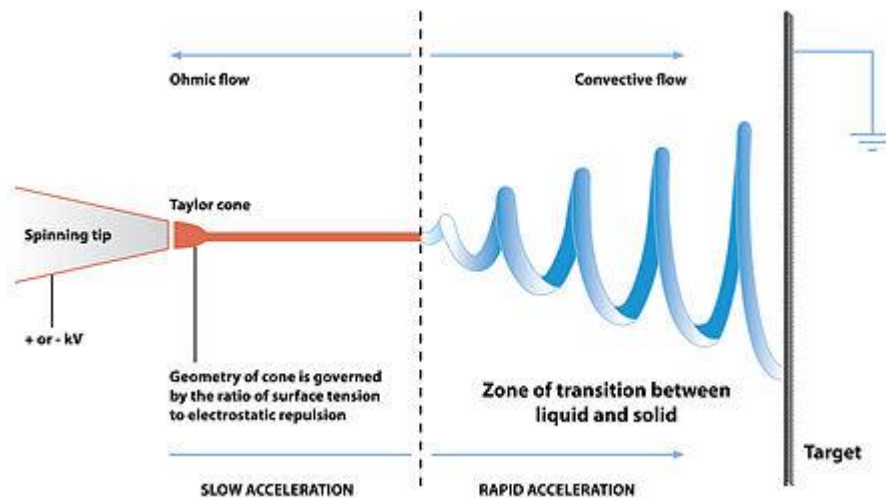 Ohmic flow
Convective flow
Taylor cone
Spinning tip
+ or - kV
Geometry of cone is governed
by the ratio of surface tension
to electrostatic repulsion
Zone of transition between
liquid and solid
Target
SLOW ACCELERATION
RAPID ACCELERATION